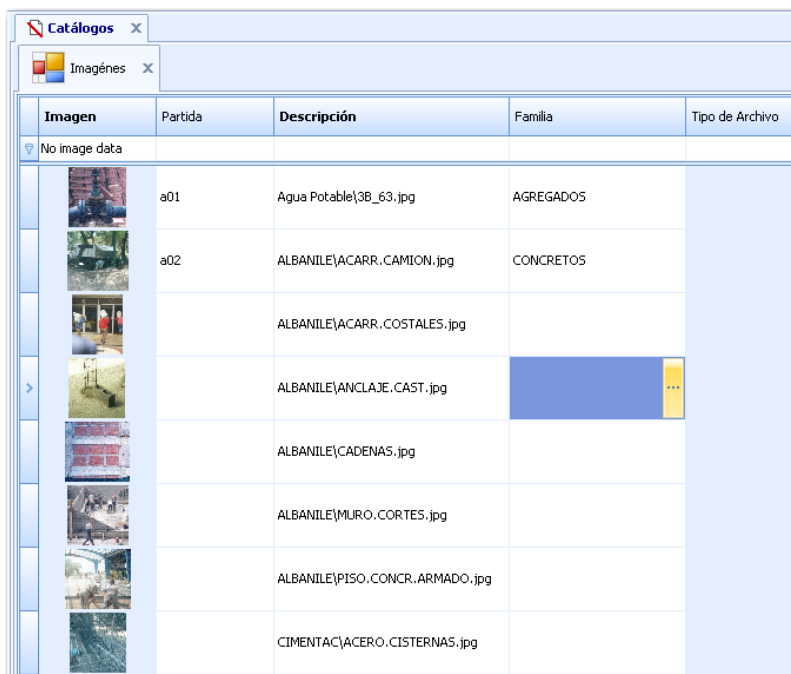 Catálogos X
Imagénes X
Imagen Partida Descripción Familia Tipo de Archivo
No image data
a01 Agua Potable\3B_63.jpg AGREGADOS
a02 ALBANILE\ACARR.CAMION.jpg CONCRETOS
ALBANILE\ACARR.COSTALES.jpg
> ALBANILE\ANCLAJE.CAST.jpg ...
ALBANILE\CADENAS.jpg
ALBANILE\MURO.CORTES.jpg
ALBANILE\PISO.CONCR.ARMADO.jpg
CIMENTAC\ACERO.CISTERNAS.jpg